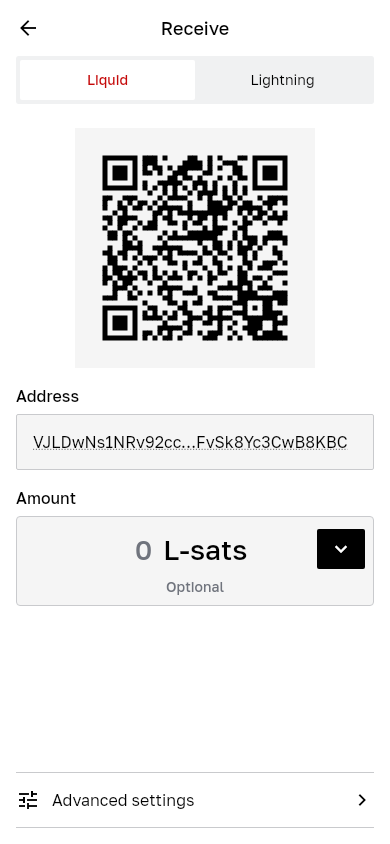 Receive
Liquid
Lightning
Address
VJLDwNs1NRv92cc...FvSk8Yc3CwB8KBC
Amount
0 L-sats
Optional
Advanced settings